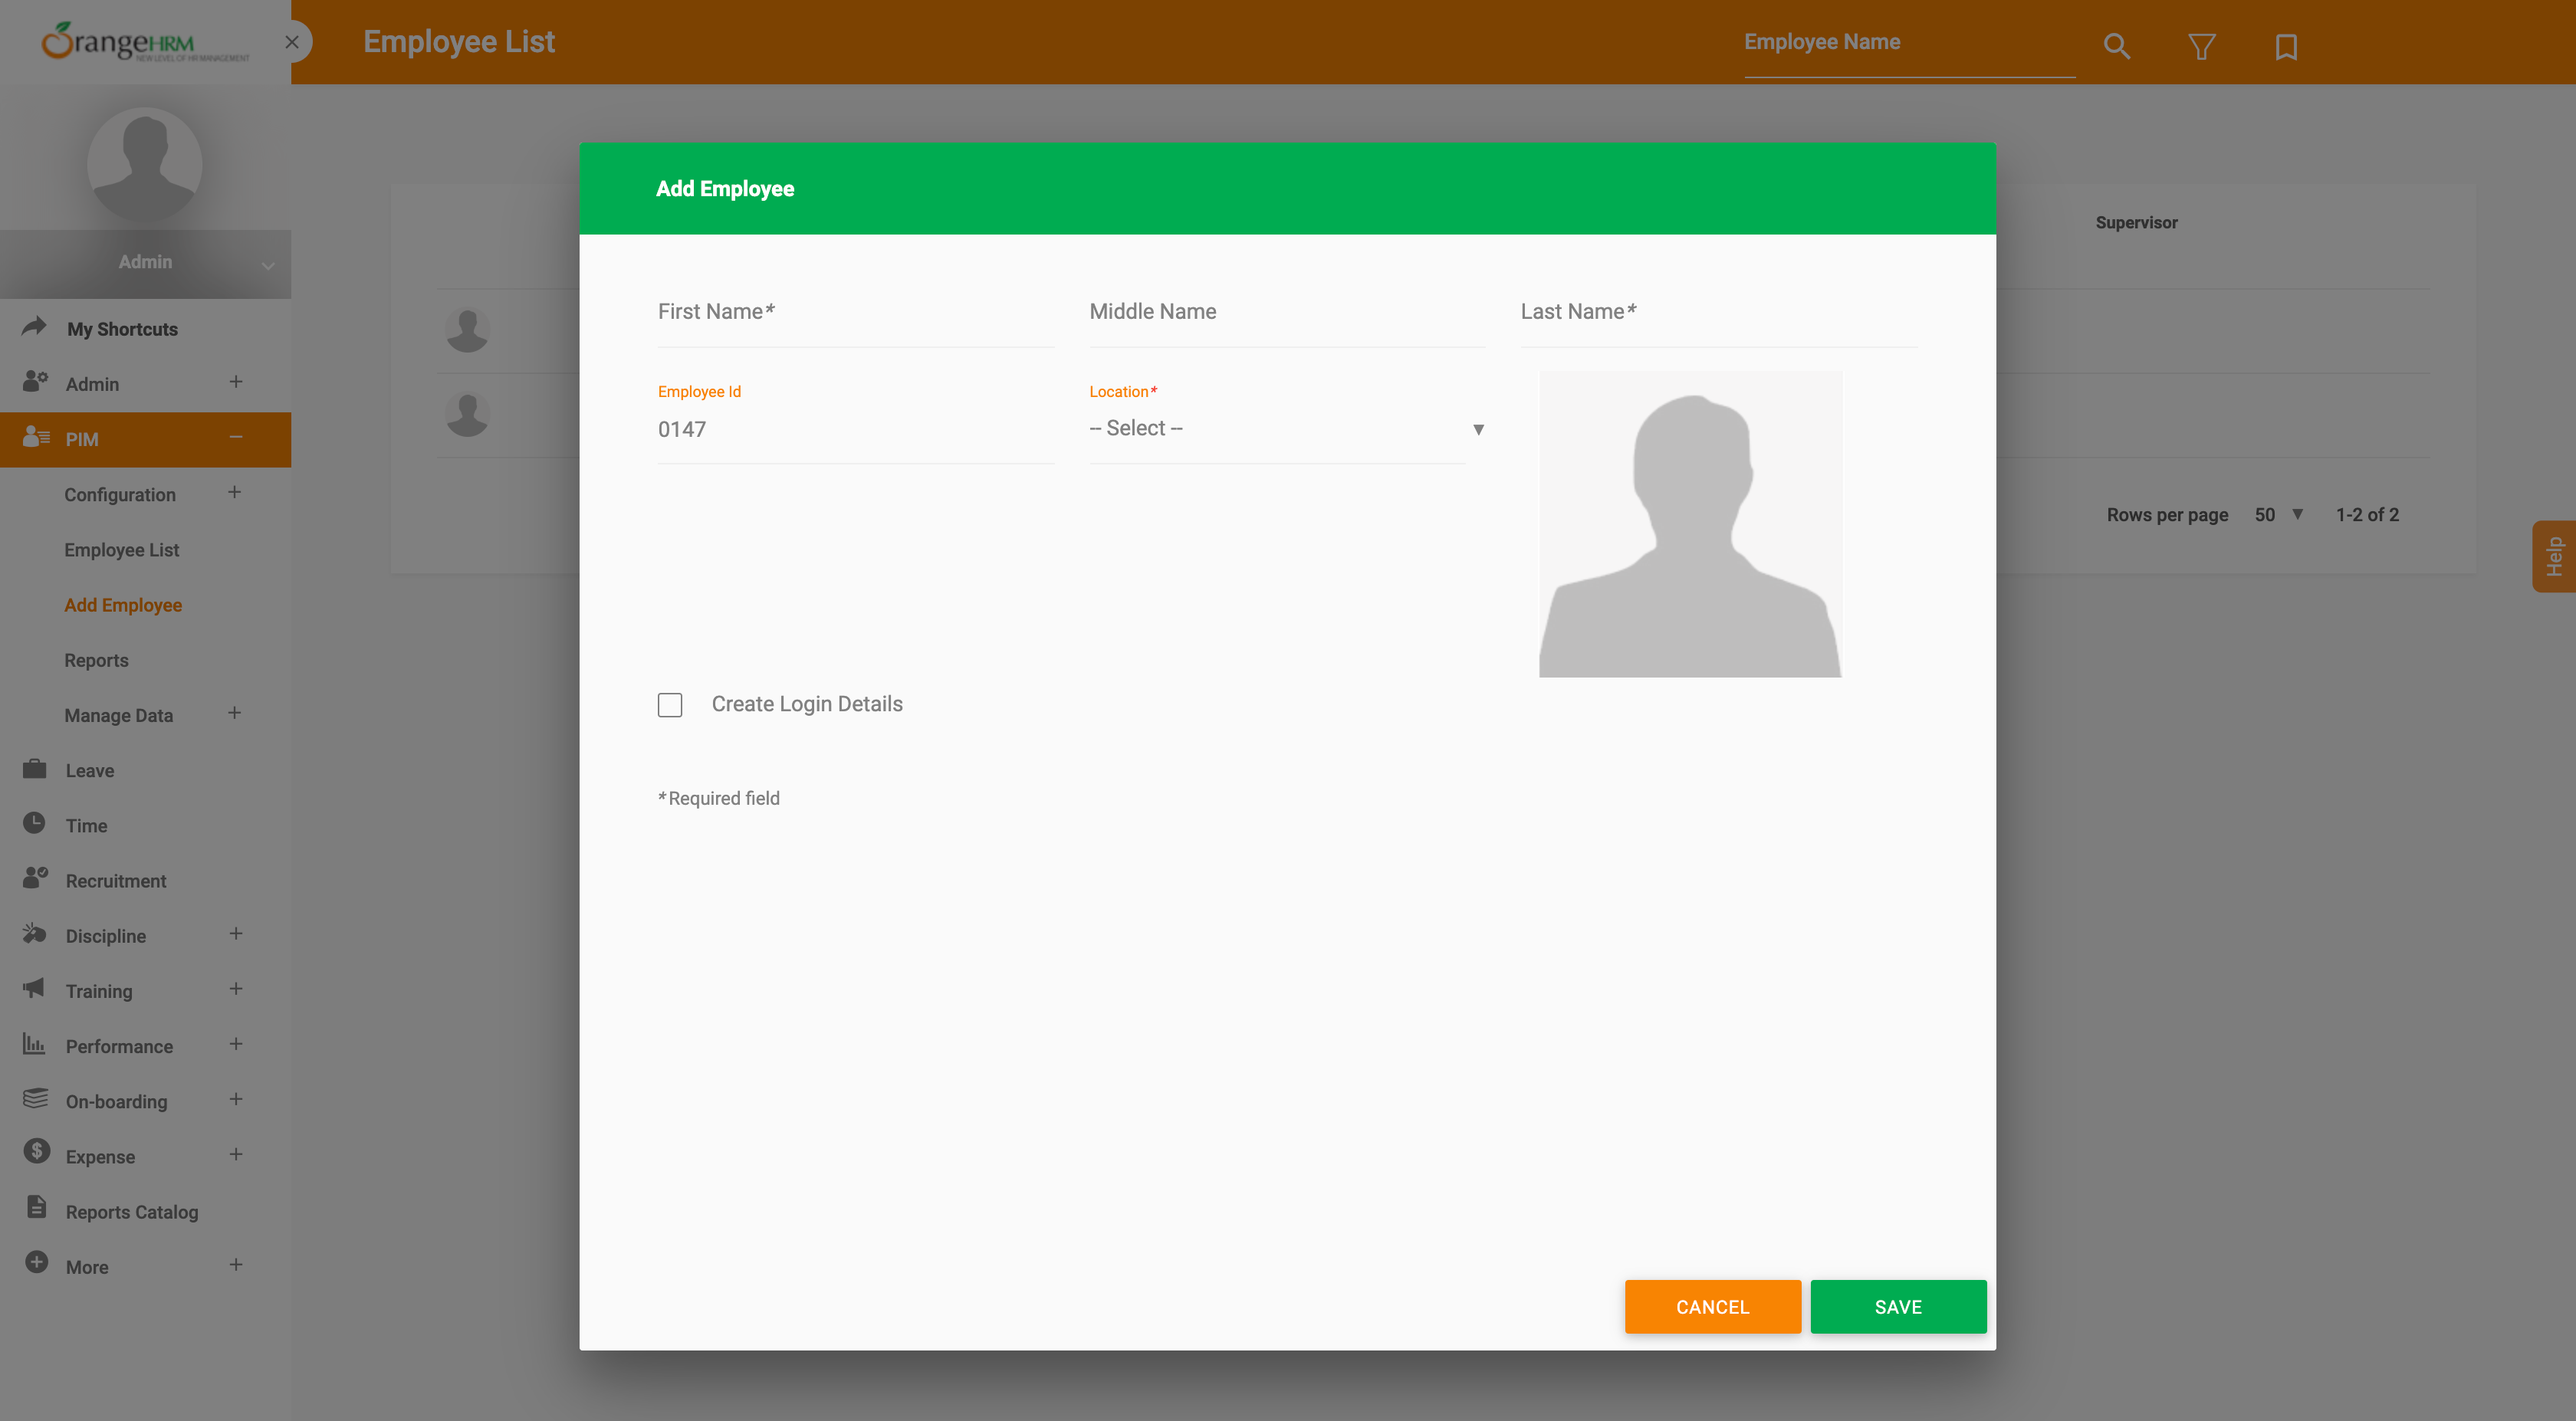 OrangeHRM
NEW LEVEL OF HR MANAGEMENT
Employee List
Employee Name
Admin
My Shortcuts
Admin
PIM
Configuration
Employee List
Add Employee
Reports
Manage Data
Leave
Time
Recruitment
Discipline
Training
Performance
On-boarding
Expense
Reports Catalog
More
Add Employee
First Name*
Middle Name
Last Name*
Employee Id
Location*
0147
-- Select --
Create Login Details
*Required field
CANCEL
SAVE
Supervisor
Rows per page 50 1-2 of 2
Help